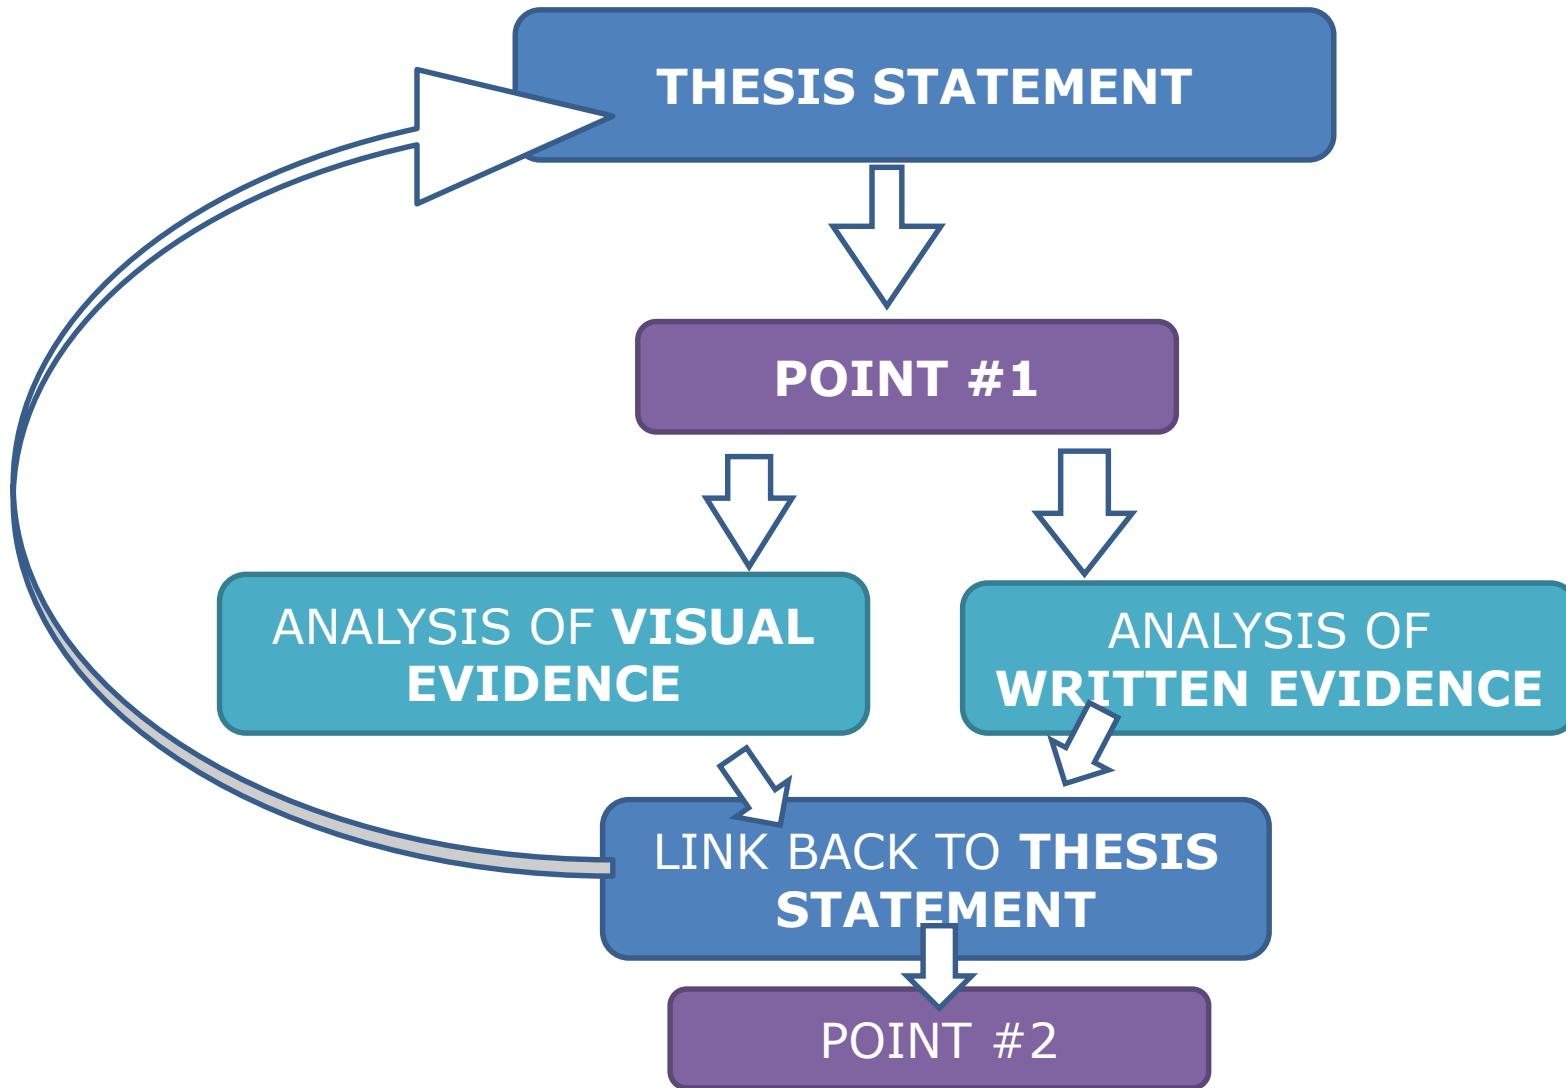 THESIS STATEMENT
POINT #1
ANALYSIS OF VISUAL
EVIDENCE
ANALYSIS OF
WRITTEN EVIDENCE
LINK BACK TO THESIS
STATEMENT
POINT #2